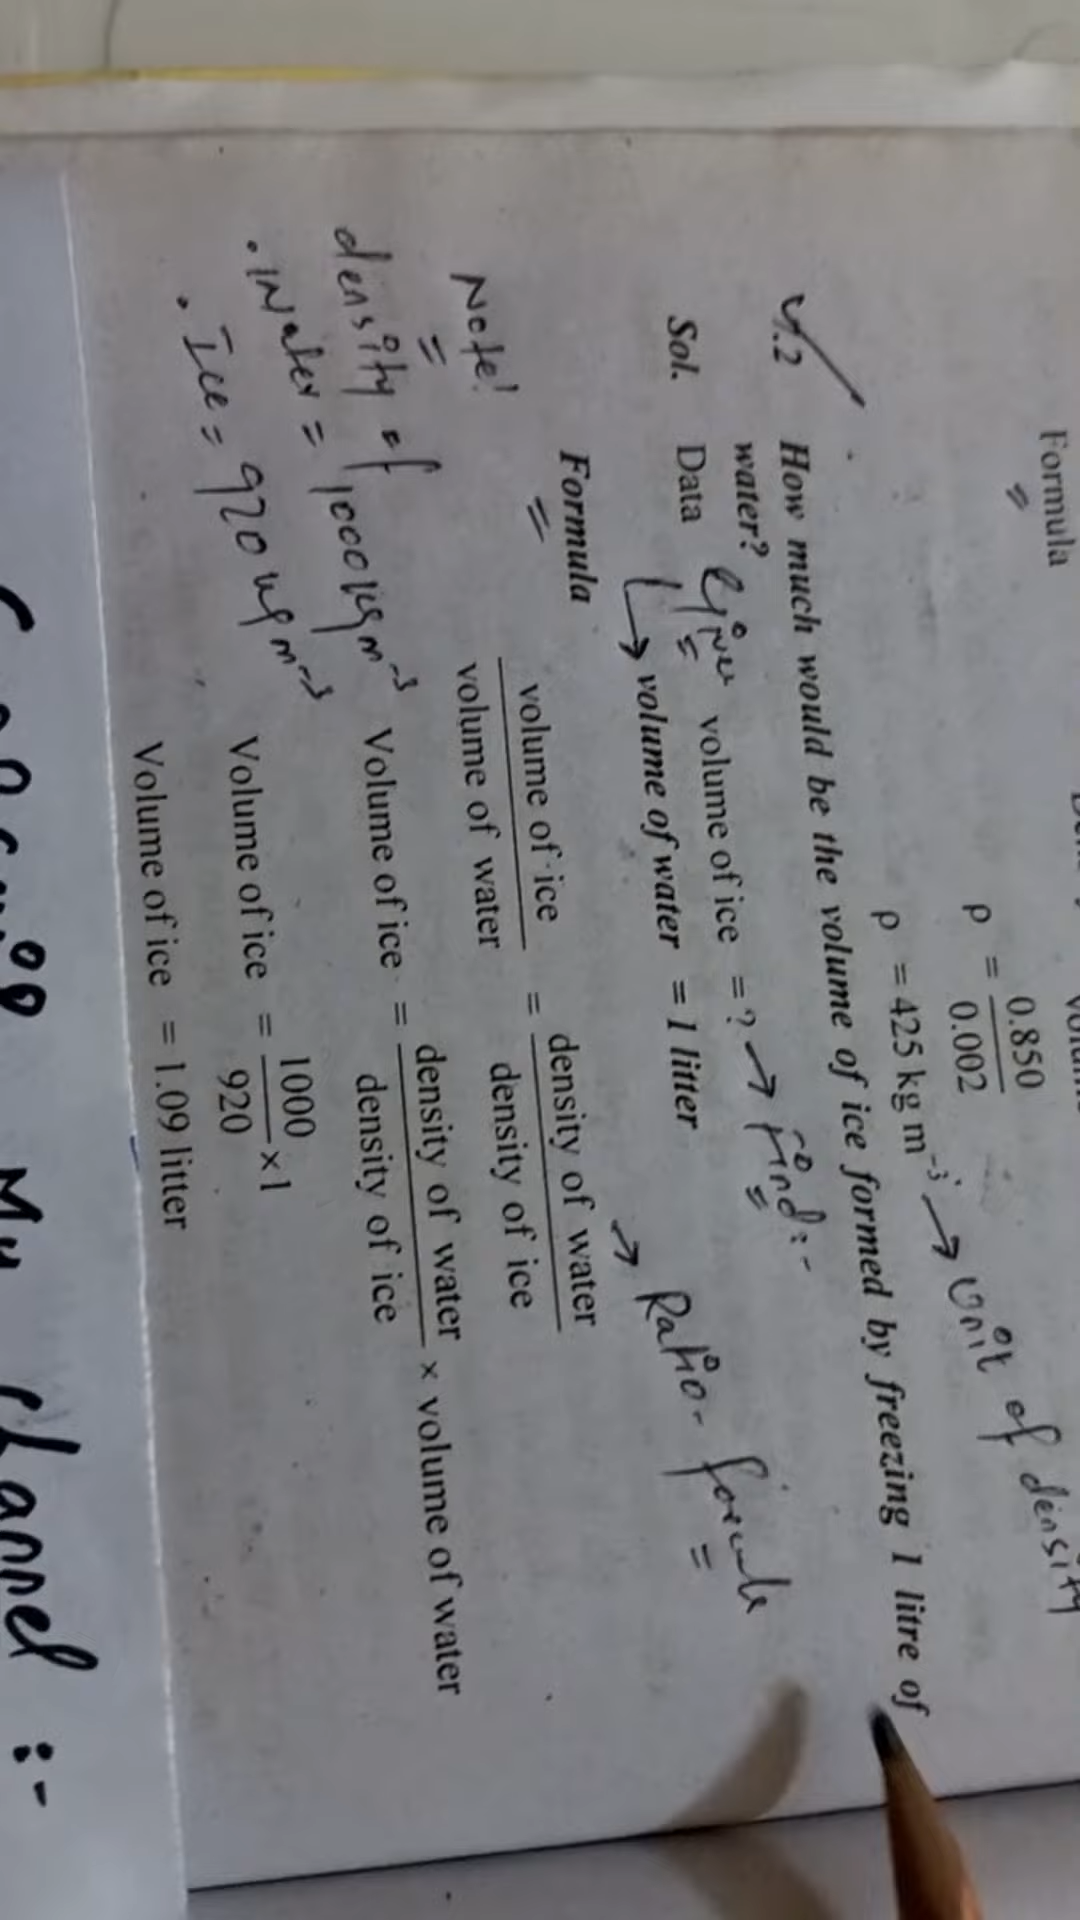 Formula
ρ = 0.850 / 0.002
ρ = 425 kg m⁻³ → Unit of density
7.2 How much would be the volume of ice formed by freezing 1 litre of
water?
Sol. Data Given volume of ice = ? → Find:-
↳ volume of water = 1 litter
Formula → Ratio-
volume of ice / volume of water = density of water / density of ice
Volume of ice = density of water / density of ice × volume of water
Volume of ice = 1000 / 920 × 1
Volume of ice = 1.09 litter
Note!
density of
. Water = 1000 kg m⁻³
. Ice = 920 kg m⁻³
My channel :-